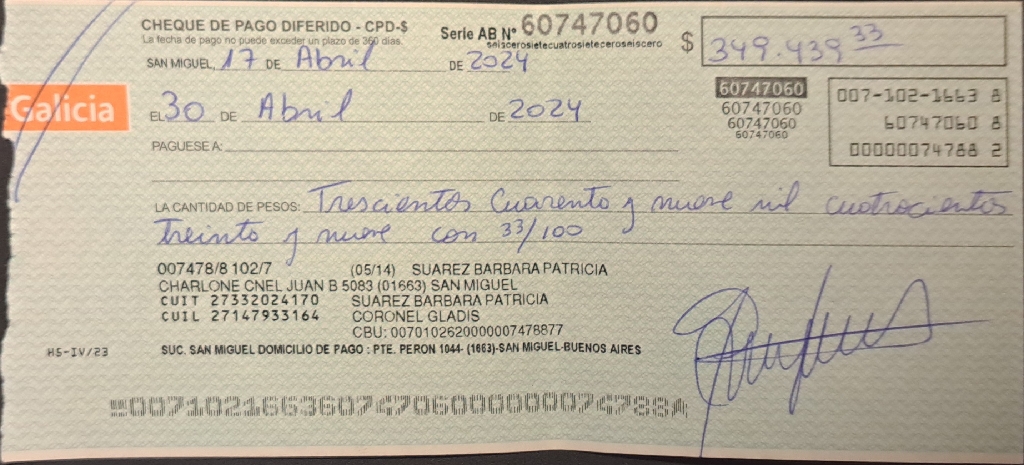 CHEQUE DE PAGO DIFERIDO - CPD-$
La fecha de pago no puede exceder un plazo de 360 días.
Serie AB Nº 60747060
seiscerosietecuatrosieteceroseiscero
$ 349.439 33
SAN MIGUEL, 17 DE Abril DE 2024
Galicia
EL 30 DE Abril DE 2024
60747060
60747060
60747060
60747060
007-102-1663 8
60747060 8
00000074788 2
PAGUESE A:
LA CANTIDAD DE PESOS: Trescientos Cuarenta y nueve mil cuatrocientos
treinta y nueve con 33/100
007478/8 102/7 (05/14) SUAREZ BARBARA PATRICIA
CHARLONE CNEL JUAN B 5083 (01663) SAN MIGUEL
CUIT 27332024170 SUAREZ BARBARA PATRICIA
CUIL 27147933164 CORONEL GLADIS
CBU: 0070102620000007478877
HS-IV/23
SUC. SAN MIGUEL DOMICILIO DE PAGO : PTE. PERON 1044- (1663)-SAN MIGUEL-BUENOS AIRES